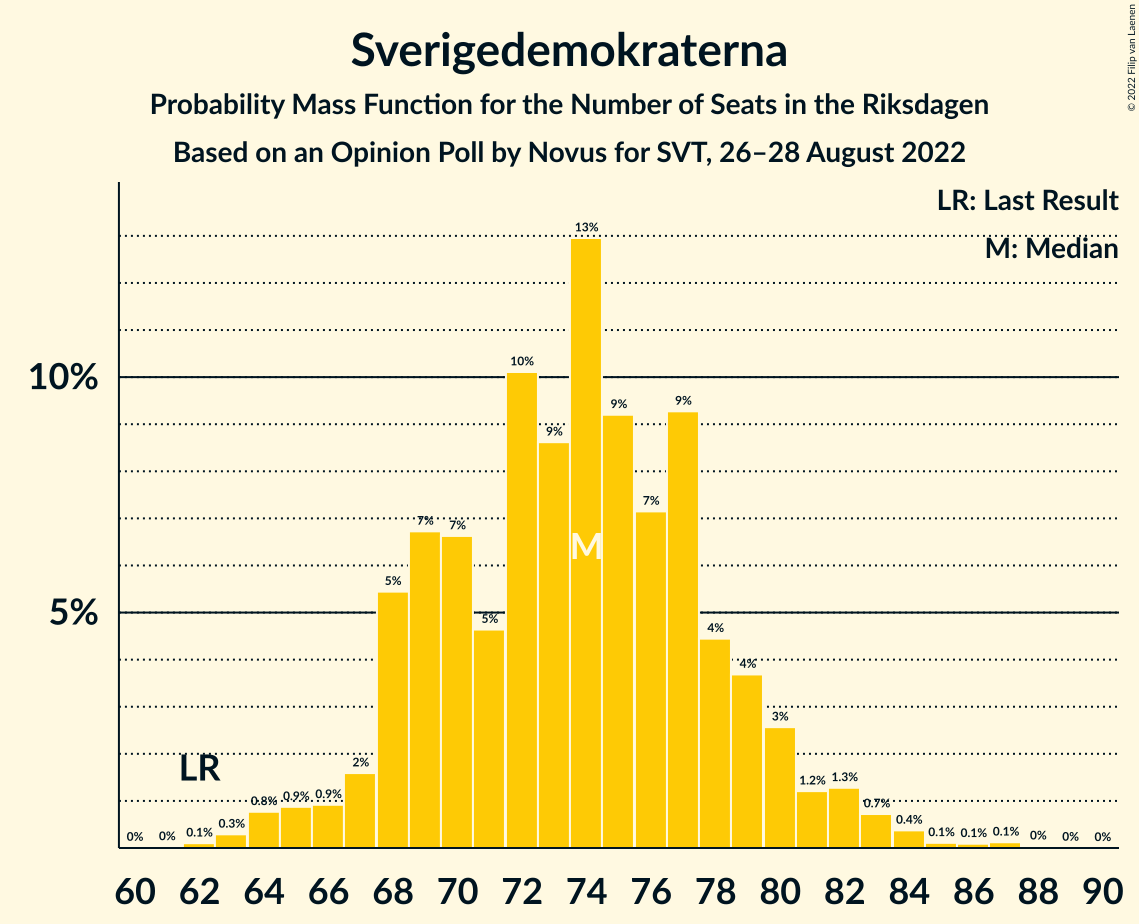 Sverigedemokraterna
Probability Mass Function for the Number of Seats in the Riksdagen
Based on an Opinion Poll by Novus for SVT, 26–28 August 2022
© 2022 Filip van Laenen
LR: Last Result
M: Median
10%
5%
0% 0% 0.1% 0.3% 0.8% 0.9% 0.9% 2% 5% 7% 7% 5% 10% 9% 13% 9% 7% 9% 4% 4% 3% 1.2% 1.3% 0.7% 0.4% 0.1% 0.1% 0.1% 0% 0% 0%
M
LR
60 62 64 66 68 70 72 74 76 78 80 82 84 86 88 90